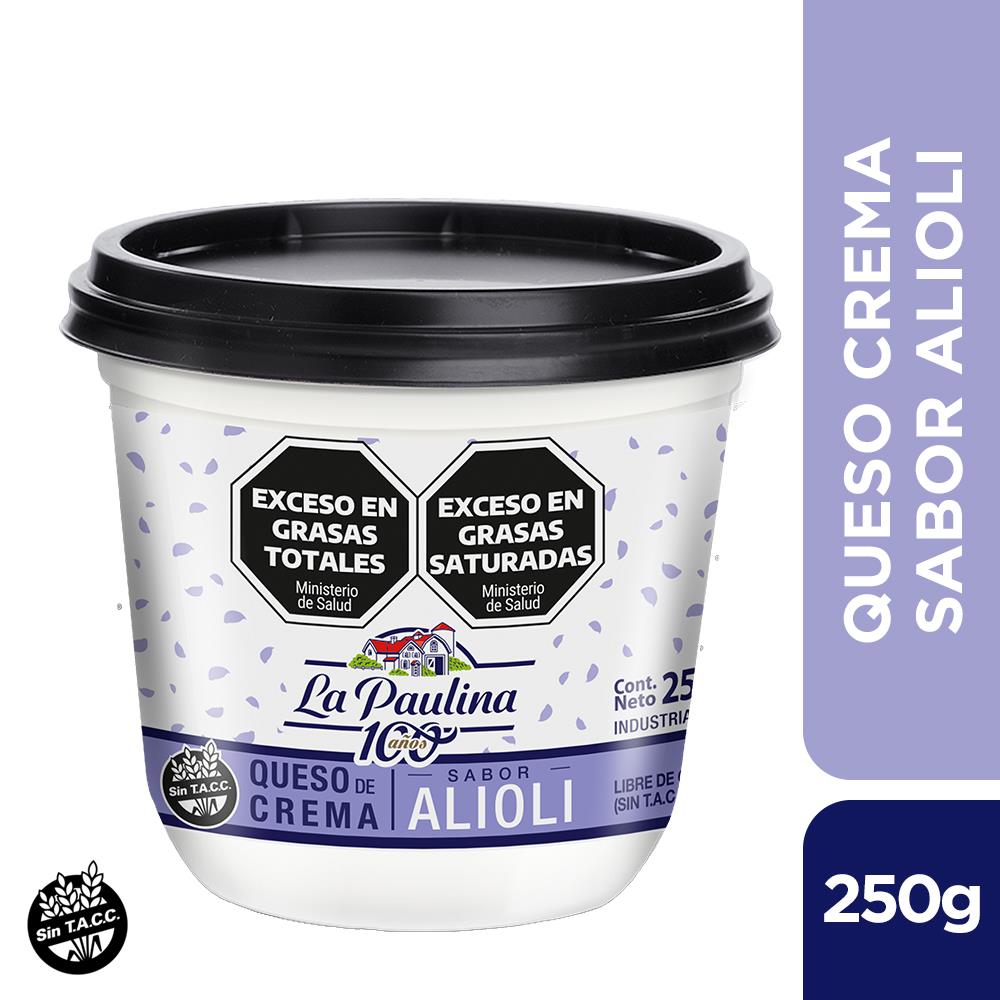 EXCESO EN
GRASAS
TOTALES
Ministerio
de Salud
EXCESO EN
GRASAS
SATURADAS
Ministerio
de Salud
La Paulina
100
años
Cont.
Neto 25
INDUSTRIA
Sin T.A.C.C.
QUESO DE
CREMA
SABOR
ALIOLI
LIBRE DE
(SIN T.A.C.
Sin T.A.C.C.
QUESO CREMA
SABOR ALIOLI
250g